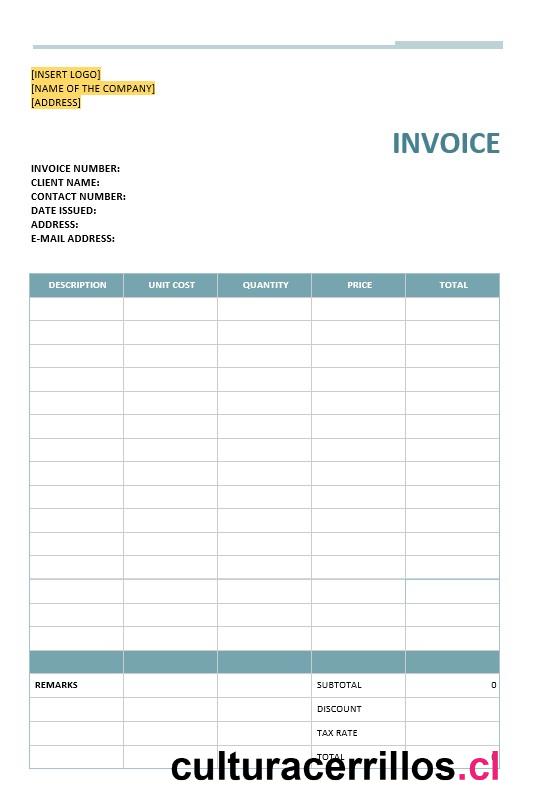 [INSERT LOGO]
[NAME OF THE COMPANY]
[ADDRESS]
INVOICE
INVOICE NUMBER:
CLIENT NAME:
CONTACT NUMBER:
DATE ISSUED:
ADDRESS:
E-MAIL ADDRESS:
DESCRIPTION UNIT COST QUANTITY PRICE TOTAL
REMARKS SUBTOTAL 0
DISCOUNT
TAX RATE
TOTAL
culturacerrillos.cl